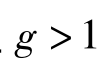 . g > 1